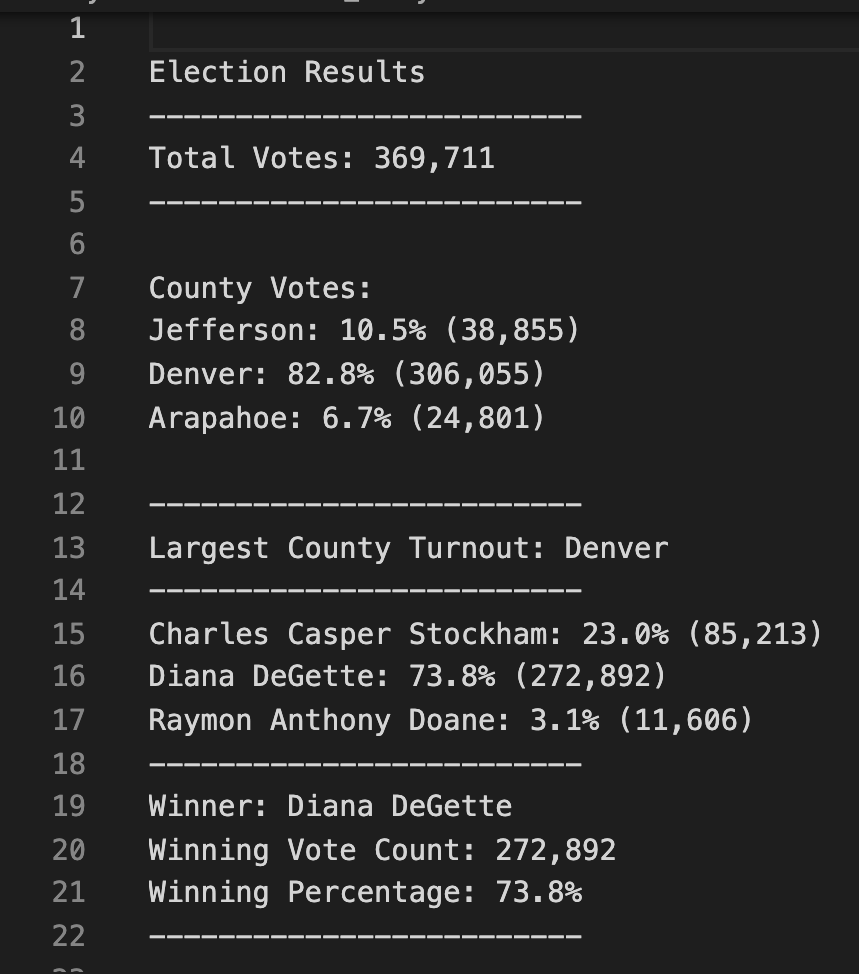 1
2 Election Results
3 -------------------------
4 Total Votes: 369,711
5 -------------------------
6
7 County Votes:
8 Jefferson: 10.5% (38,855)
9 Denver: 82.8% (306,055)
10 Arapahoe: 6.7% (24,801)
11
12 -------------------------
13 Largest County Turnout: Denver
14 -------------------------
15 Charles Casper Stockham: 23.0% (85,213)
16 Diana DeGette: 73.8% (272,892)
17 Raymon Anthony Doane: 3.1% (11,606)
18 -------------------------
19 Winner: Diana DeGette
20 Winning Vote Count: 272,892
21 Winning Percentage: 73.8%
22 -------------------------